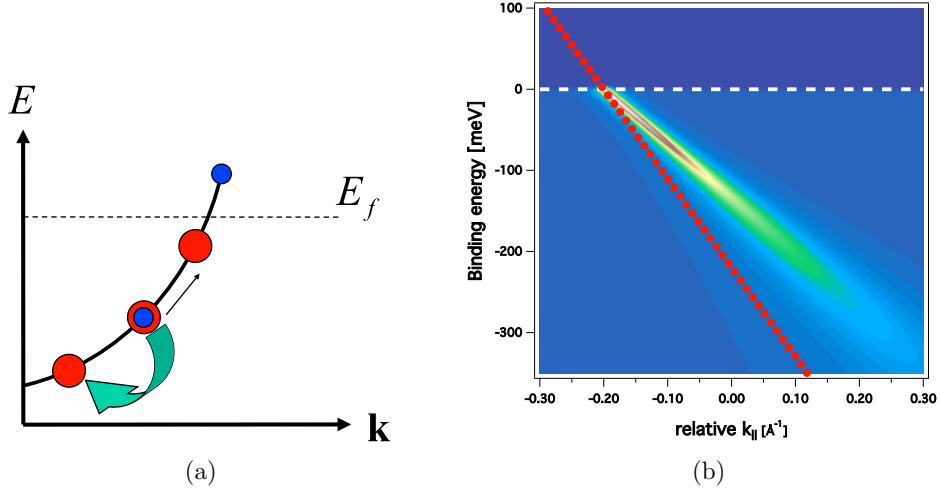 E
E_f
k
(a)
Binding energy [meV]
100
0
-100
-200
-300
-0.30 -0.20 -0.10 0.00 0.10 0.20 0.30
relative k_|| [Å⁻¹]
(b)